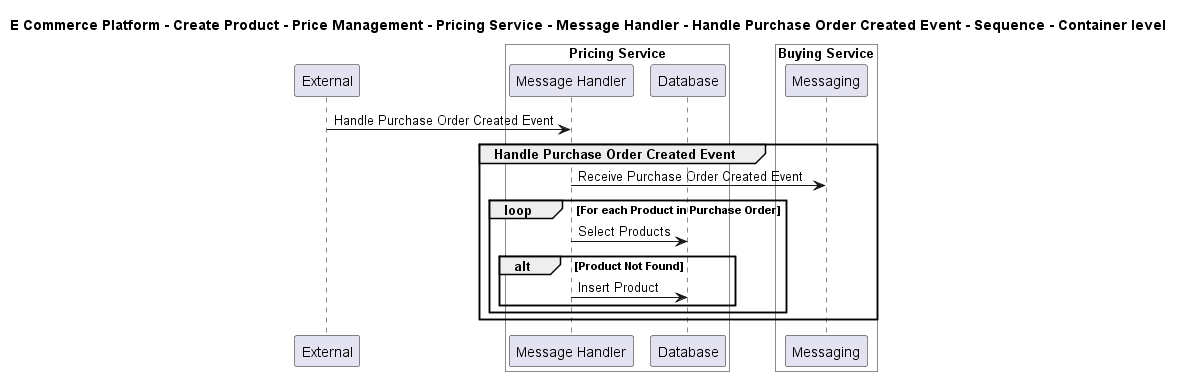 E Commerce Platform - Create Product - Price Management - Pricing Service - Message Handler - Handle Purchase Order Created Event - Sequence - Container level
Pricing Service
Buying Service
External
Message Handler
Database
Messaging
Handle Purchase Order Created Event
Handle Purchase Order Created Event
Receive Purchase Order Created Event
loop
[For each Product in Purchase Order]
Select Products
alt
[Product Not Found]
Insert Product
External
Message Handler
Database
Messaging